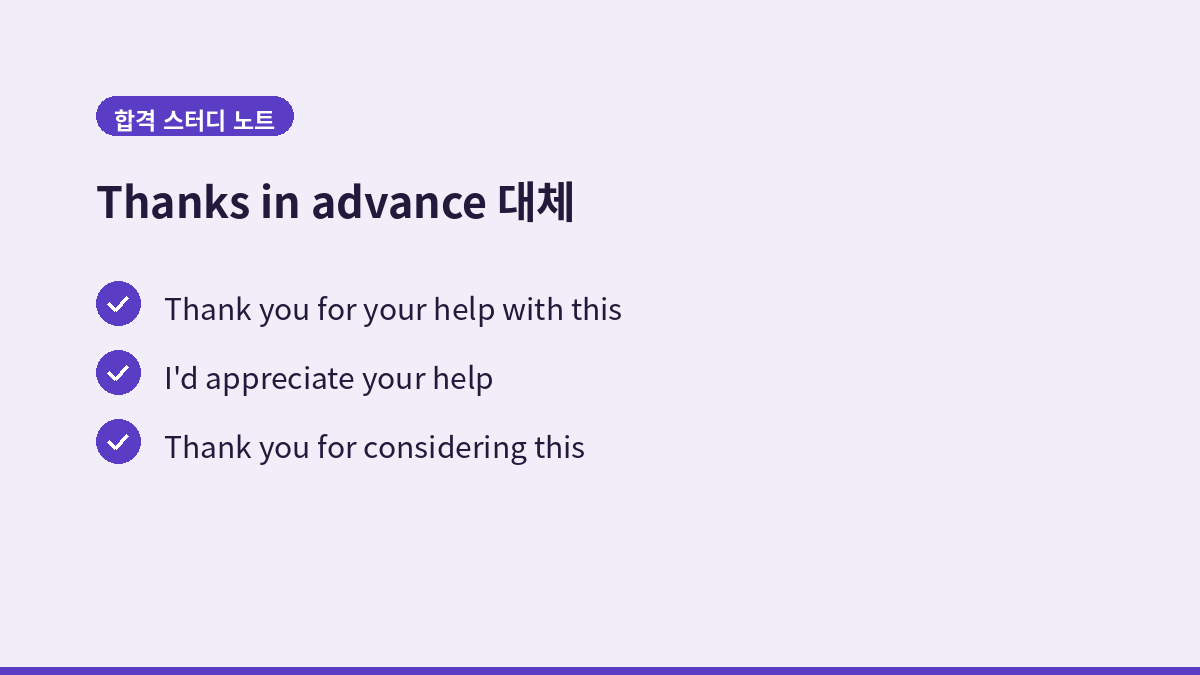 합격 스터디 노트
Thanks in advance 대체
Thank you for your help with this
I'd appreciate your help
Thank you for considering this